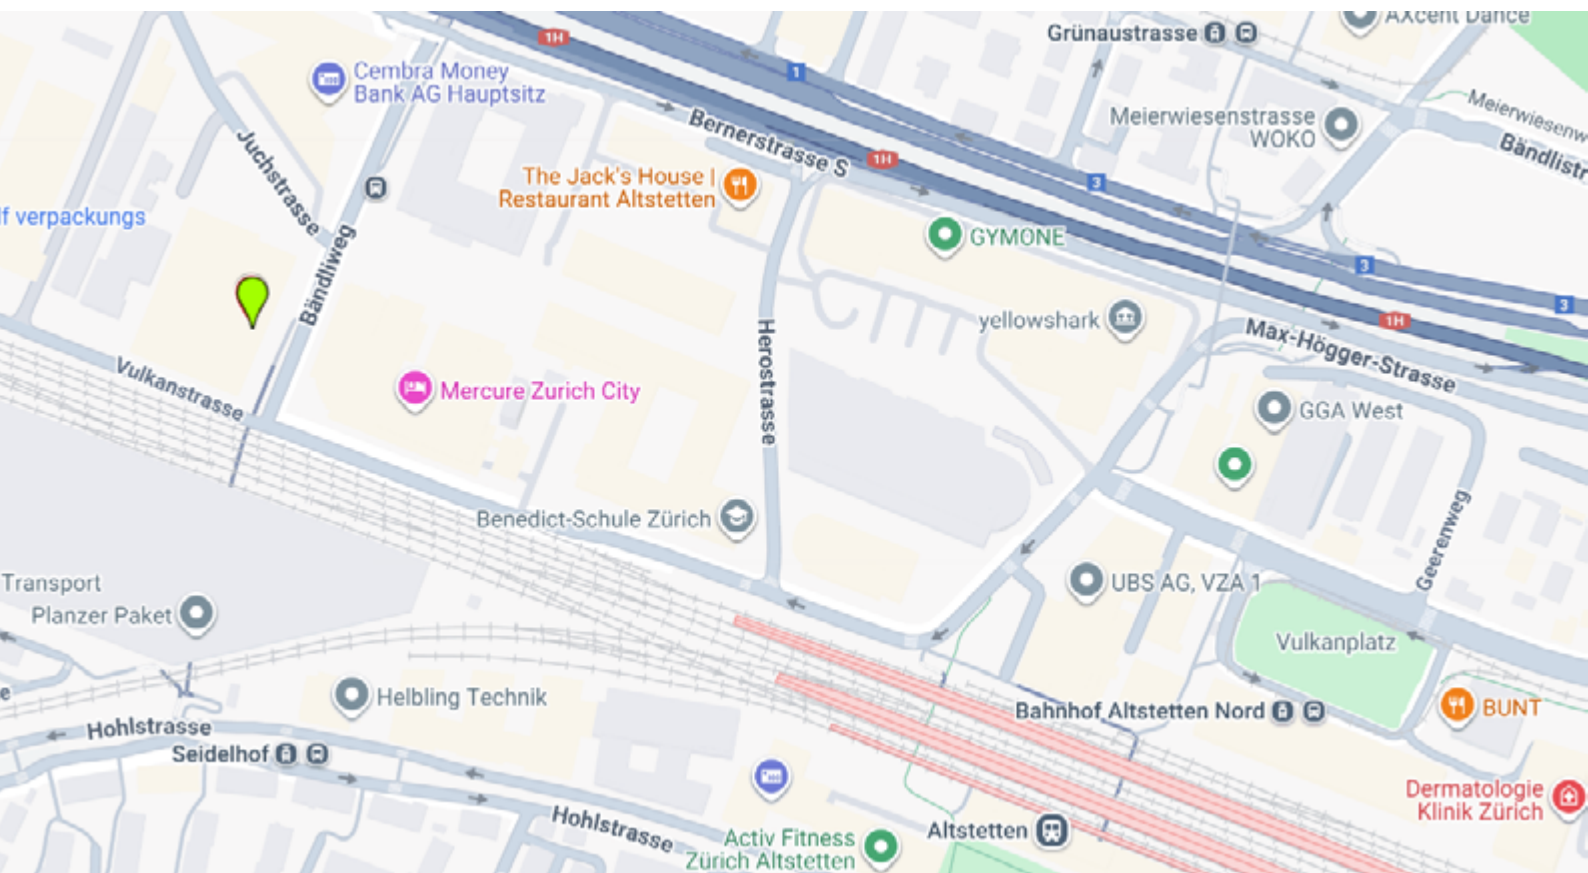 AXcent Dance
Grünaustrasse
1H
Cembra Money
Bank AG Hauptsitz
1
Meierwiesenstrasse
WOKO
Bändlistr
Juchstrasse
Bernerstrasse S
1H
The Jack's House |
Restaurant Altstetten
3
lf verpackungs
Bändliweg
GYMONE
3
3
yellowshark
1H
Max-Högger-Strasse
Herostrasse
Vulkanstrasse
Mercure Zurich City
GGA West
Benedict-Schule Zürich
Geerenweg
Transport
Planzer Paket
UBS AG, VZA 1
Vulkanplatz
e
Helbling Technik
Bahnhof Altstetten Nord
BUNT
Hohlstrasse
Seidelhof
Hohlstrasse
Dermatologie
Klinik Zürich
Activ Fitness
Zürich Altstetten
Altstetten